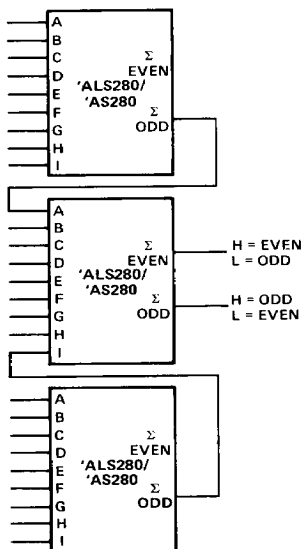 A
B
C
D
E
F
G
H
I
Σ
EVEN
'ALS280/
'AS280
Σ
ODD
A
B
C
D
E
F
G
H
I
Σ
EVEN
'ALS280/
'AS280
Σ
ODD
H = EVEN
L = ODD
H = ODD
L = EVEN
A
B
C
D
E
F
G
H
I
Σ
EVEN
'ALS280/
'AS280
Σ
ODD